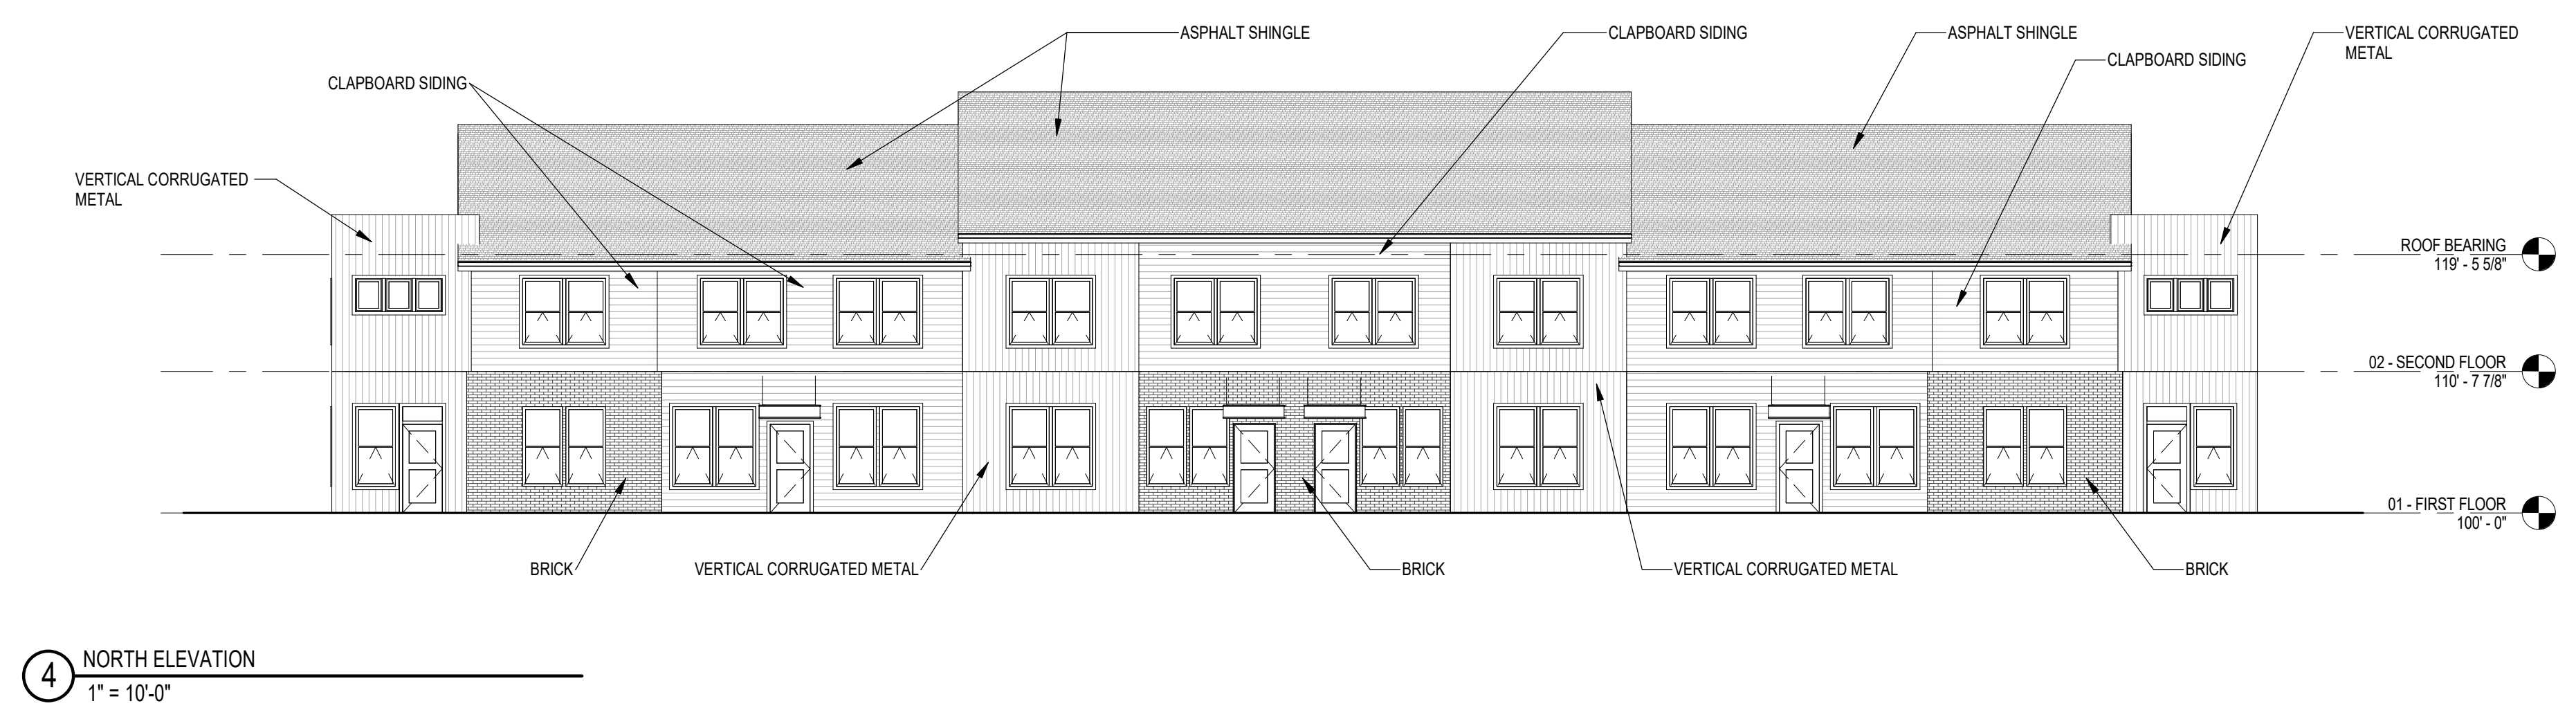 ASPHALT SHINGLE
CLAPBOARD SIDING
ASPHALT SHINGLE
VERTICAL CORRUGATED
METAL
CLAPBOARD SIDING
CLAPBOARD SIDING
VERTICAL CORRUGATED
METAL
ROOF BEARING
119' - 5 5/8"
02 - SECOND FLOOR
110' - 7 7/8"
01 - FIRST FLOOR
100' - 0"
BRICK
VERTICAL CORRUGATED METAL
BRICK
VERTICAL CORRUGATED METAL
BRICK
4
NORTH ELEVATION
1" = 10'-0"